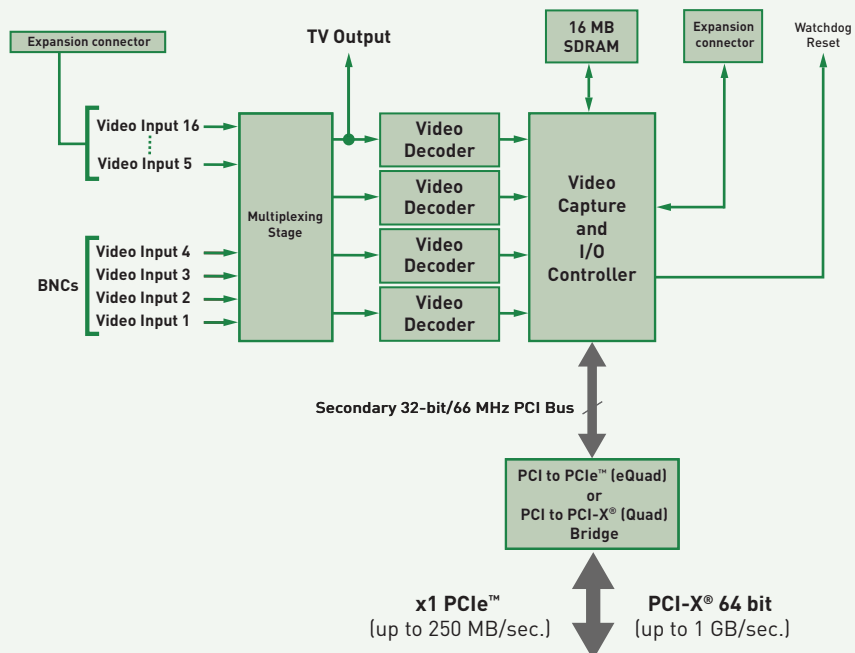 Expansion connector
TV Output
16 MB
SDRAM
Expansion
connector
Watchdog
Reset
Video Input 16
Video Input 5
BNCs
Video Input 4
Video Input 3
Video Input 2
Video Input 1
Multiplexing
Stage
Video
Decoder
Video
Decoder
Video
Decoder
Video
Decoder
Video
Capture
and
I/O
Controller
Secondary 32-bit/66 MHz PCI Bus
PCI to PCIe™ (eQuad)
or
PCI to PCI-X® (Quad)
Bridge
x1 PCIe™
(up to 250 MB/sec.)
PCI-X® 64 bit
(up to 1 GB/sec.)